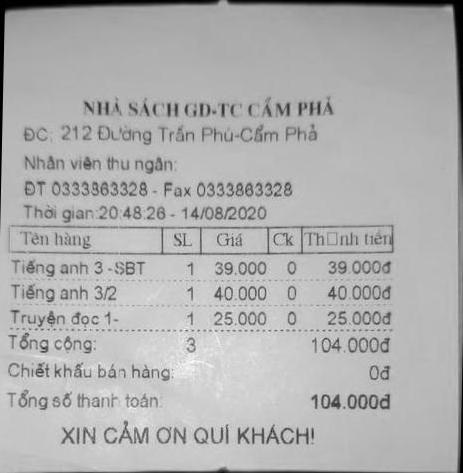 NHÀ SÁCH GD-TC CẨM PHẢ
ĐC: 212 Đường Trần Phú-Cẩm Phả
Nhân viên thu ngân:
ĐT 0333863328 - Fax 0333863328
Thời gian:20:48:26 - 14/08/2020
Tên hàng SL Giá Ck Th□nh tiền
Tiếng anh 3 -SBT 1 39.000 0 39.000đ
Tiếng anh 3/2 1 40.000 0 40.000đ
Truyện đọc 1- 1 25.000 0 25.000đ
Tổng cộng: 3 104.000đ
Chiết khấu bán hàng: 0đ
Tổng số thanh toán: 104.000đ
XIN CẢM ƠN QUÍ KHÁCH!